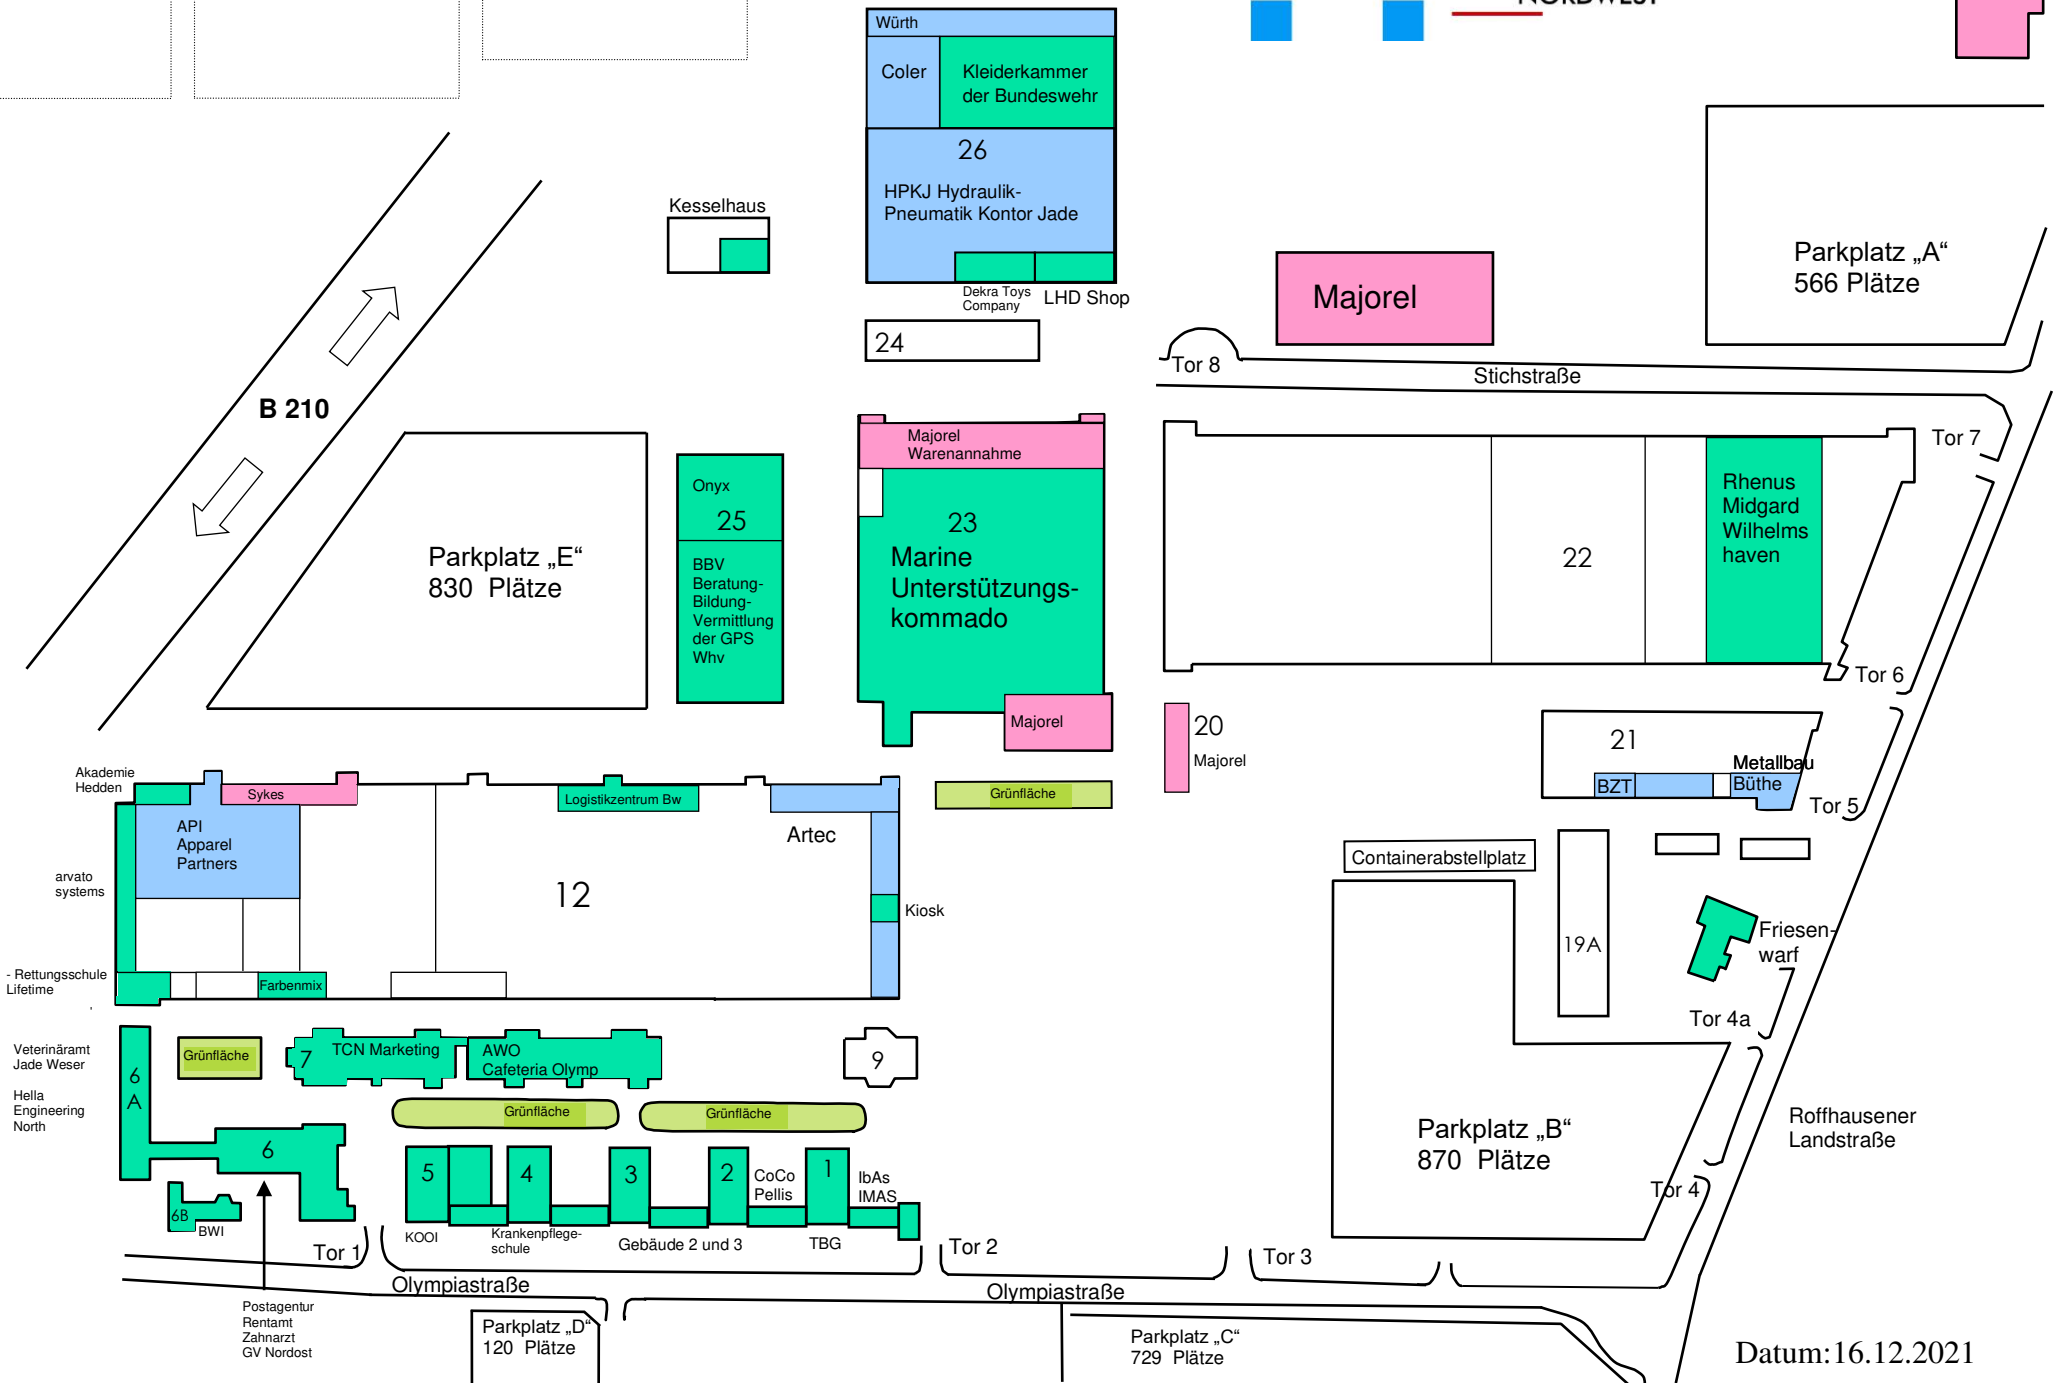 NORDWEST
Würth
Coler
Kleiderkammer
der Bundeswehr
26
HPKJ Hydraulik-
Pneumatik Kontor Jade
Dekra Toys
Company
LHD Shop
24
Kesselhaus
B 210
Majorel
Parkplatz „A“
566 Plätze
Tor 8
Stichstraße
Tor 7
Parkplatz „E“
830 Plätze
Onyx
25
BBV
Beratung-
Bildung-
Vermittlung
der GPS
Whv
Majorel
Warenannahme
23
Marine
Unterstützungs-
kommado
Majorel
22
Rhenus
Midgard
Wilhelms
haven
Tor 6
20
Majorel
21
BZT
Metallbau
Büthe
Tor 5
Akademie
Hedden
Sykes
API
Apparel
Partners
Logistikzentrum Bw
Artec
Grünfläche
arvato
systems
12
Kiosk
Containerabstellplatz
19A
Friesen-
warf
- Rettungsschule
Lifetime
Farbenmix
Tor 4a
Veterinäramt
Jade Weser
Hella
Engineering
North
6
A
Grünfläche
7
TCN Marketing
AWO
Cafeteria Olymp
9
Grünfläche
Grünfläche
Parkplatz „B“
870 Plätze
Roffhausener
Landstraße
6
6B
BWI
5
4
3
2
CoCo
Pellis
1
IbAs
IMAS
KOOI
Krankenpflege-
schule
Gebäude 2 und 3
TBG
Tor 4
Tor 1
Tor 2
Tor 3
Olympiastraße
Olympiastraße
Postagentur
Rentamt
Zahnarzt
GV Nordost
Parkplatz „D“
120 Plätze
Parkplatz „C“
729 Plätze
Datum:16.12.2021